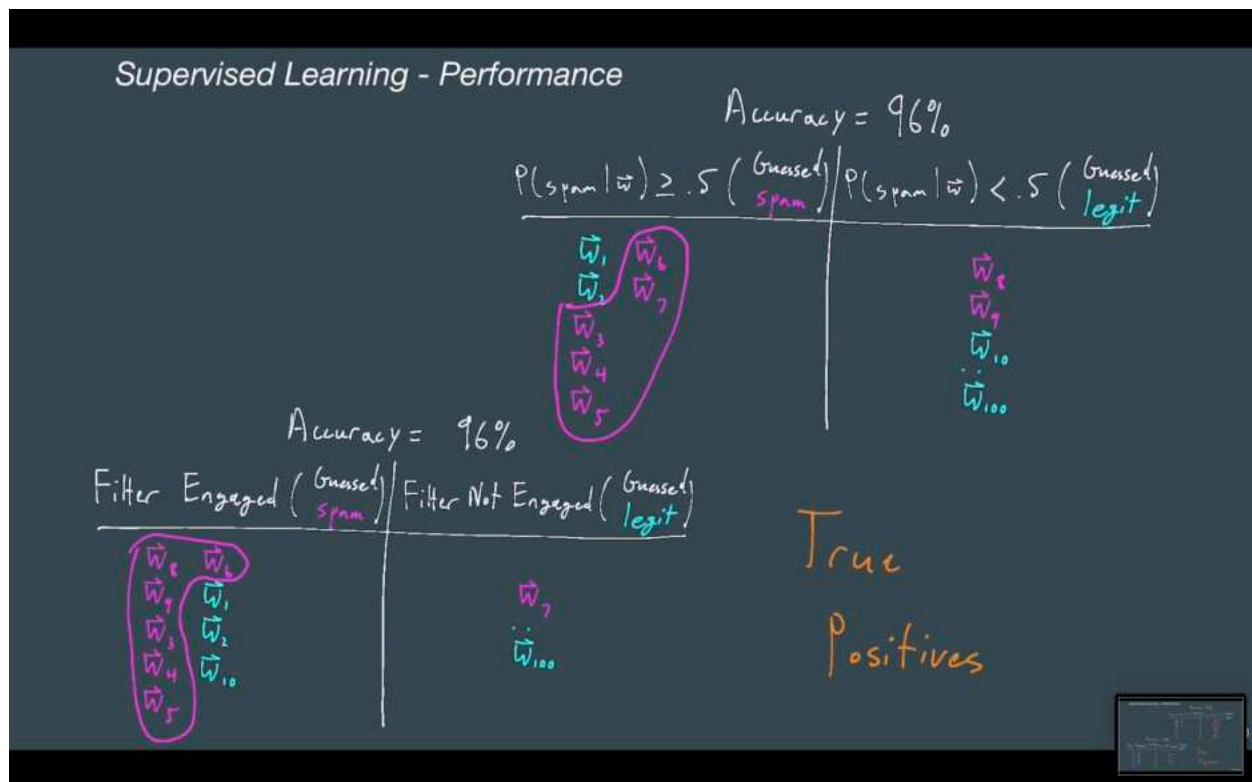 Supervised Learning - Performance
Accuracy = 96%
P(spam | w⃗) ≥ .5 (Guessed spam) P(spam | w⃗) < .5 (Guessed legit)
w⃗₁ w⃗₆
w⃗₂ w⃗₇
w⃗₃
w⃗₄
w⃗₅
w⃗₈
w⃗₉
w⃗₁₀
..
w⃗₁₀₀
Accuracy = 96%
Filter Engaged (Guessed spam) Filter Not Engaged (Guessed legit)
w⃗₈ w⃗₆
w⃗₉ w⃗₁
w⃗₃ w⃗₂
w⃗₄ w⃗₁₀
w⃗₅
w⃗₇
..
w⃗₁₀₀
True
Positives